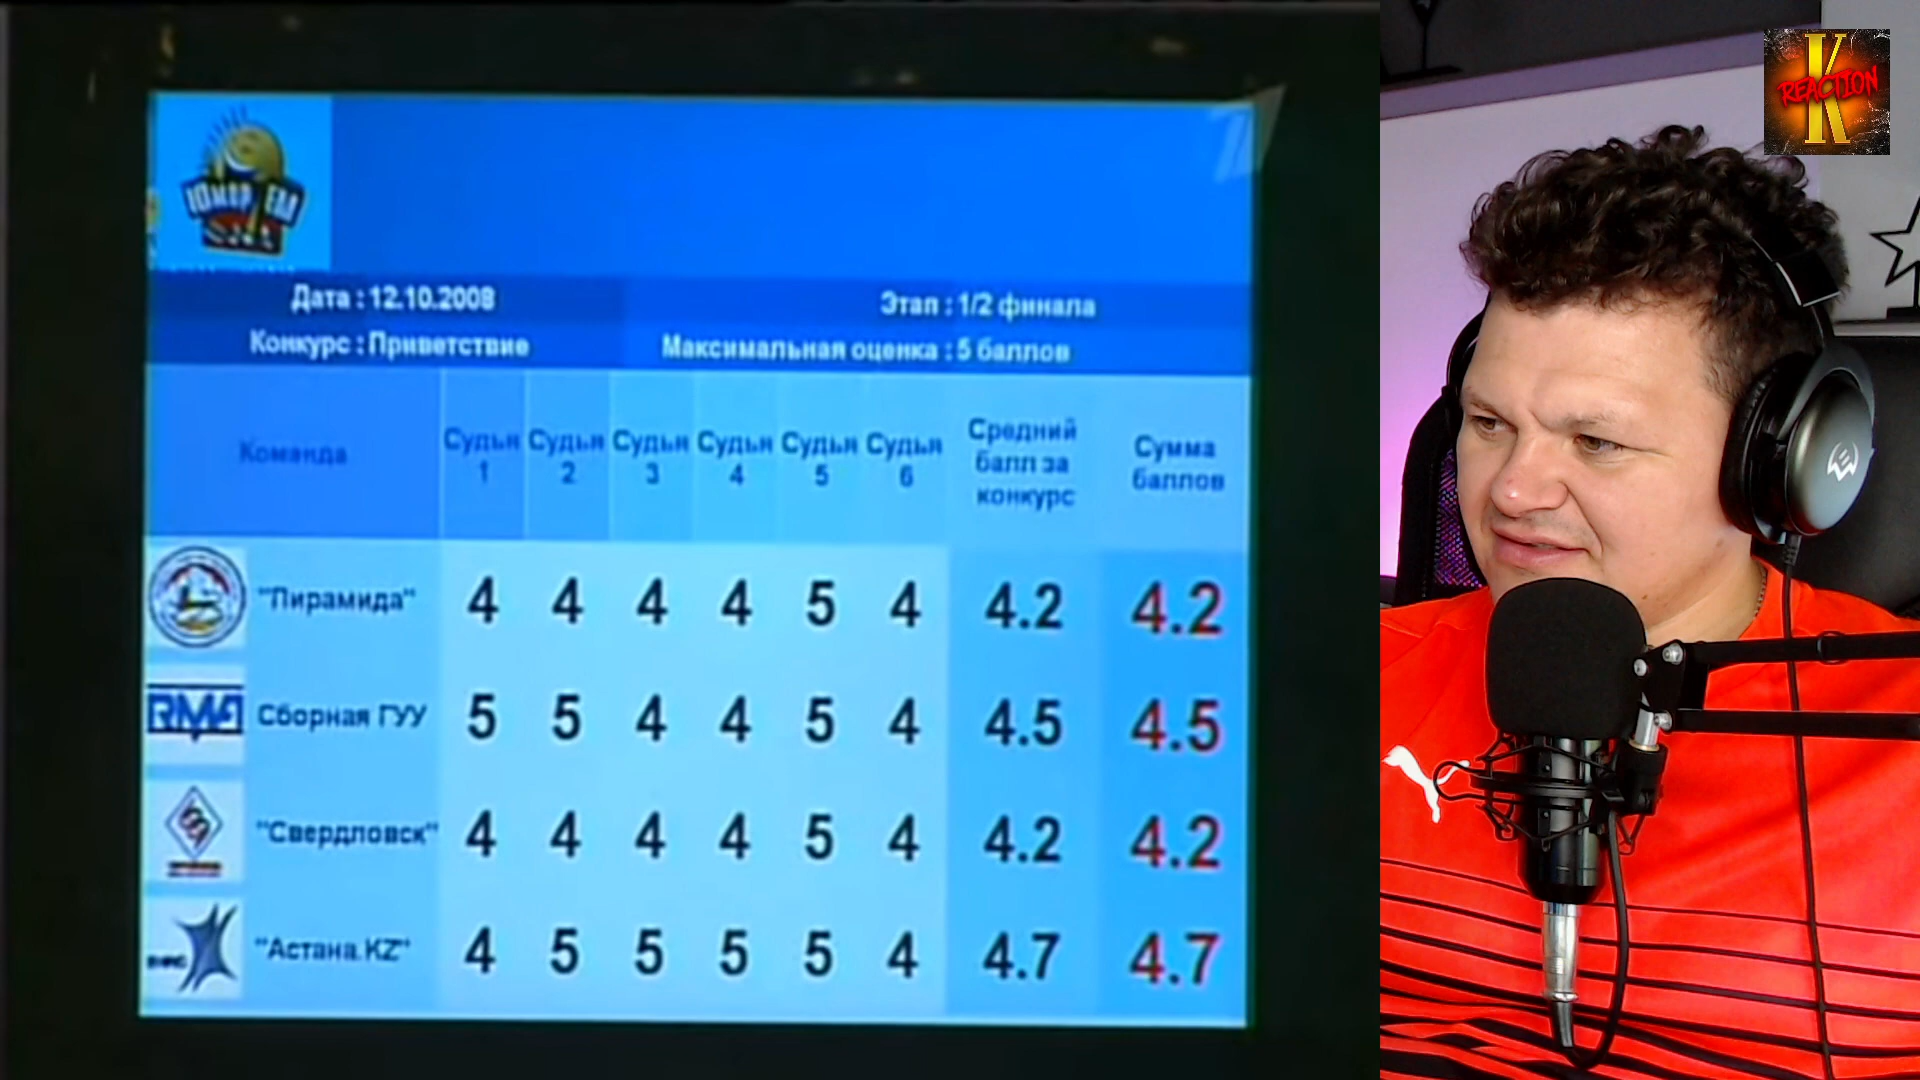 Юмор FM
Дата : 12.10.2008
Этап : 1/2 финала
Конкурс : Приветствие
Максимальная оценка : 5 баллов
Команда Судья 1 Судья 2 Судья 3 Судья 4 Судья 5 Судья 6 Средний балл за конкурс Сумма баллов
"Пирамида" 4 4 4 4 5 4 4.2 4.2
Сборная ГУУ 5 5 4 4 5 4 4.5 4.5
"Свердловск" 4 4 4 4 5 4 4.2 4.2
"Астана.KZ" 4 5 5 5 5 4 4.7 4.7
K
REACTION